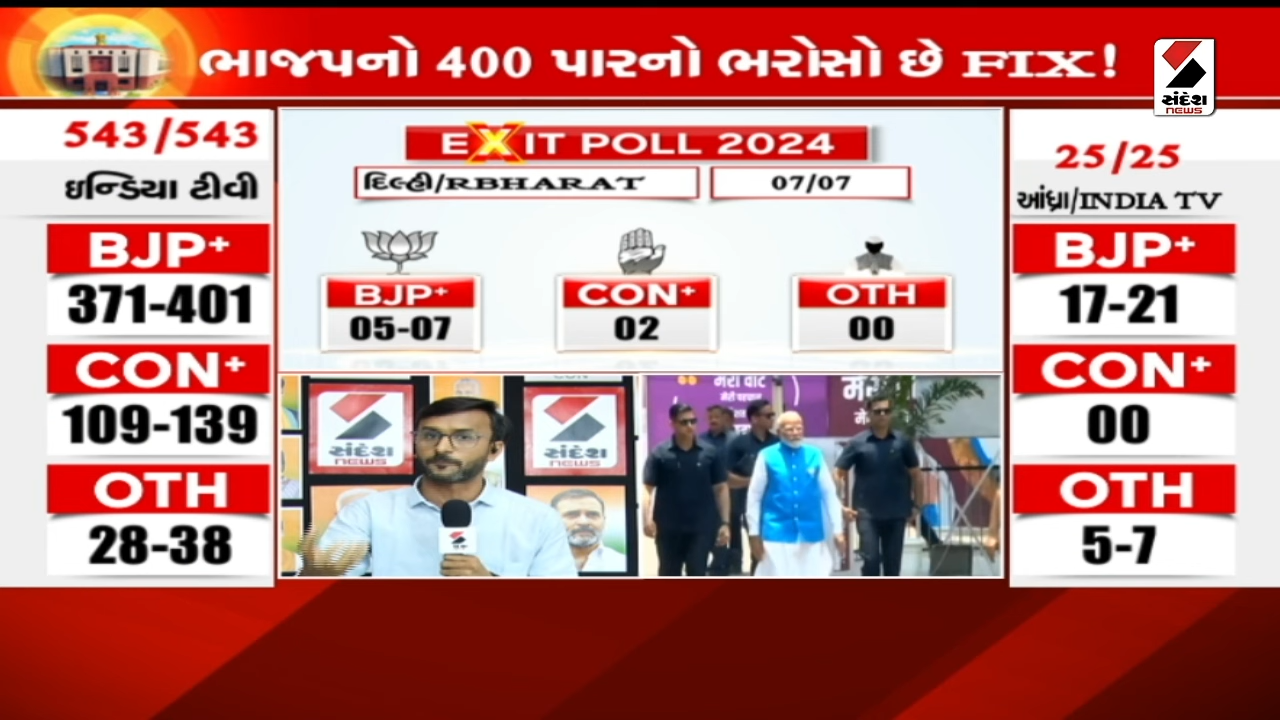 ભાજપનો 400 પારનો ભરોસો છે FIX!
સંદેશ
NEWS
543/543
ઇન્ડિયા ટીવી
BJP+
371-401
CON+
109-139
OTH
28-38
EXIT POLL 2024
દિલ્હી/RBHARAT
07/07
BJP+
05-07
CON+
02
OTH
00
25/25
આંધ્ર/INDIA TV
BJP+
17-21
CON+
00
OTH
5-7
સંદેશ
NEWS
સંદેશ
NEWS
मेरा वोट